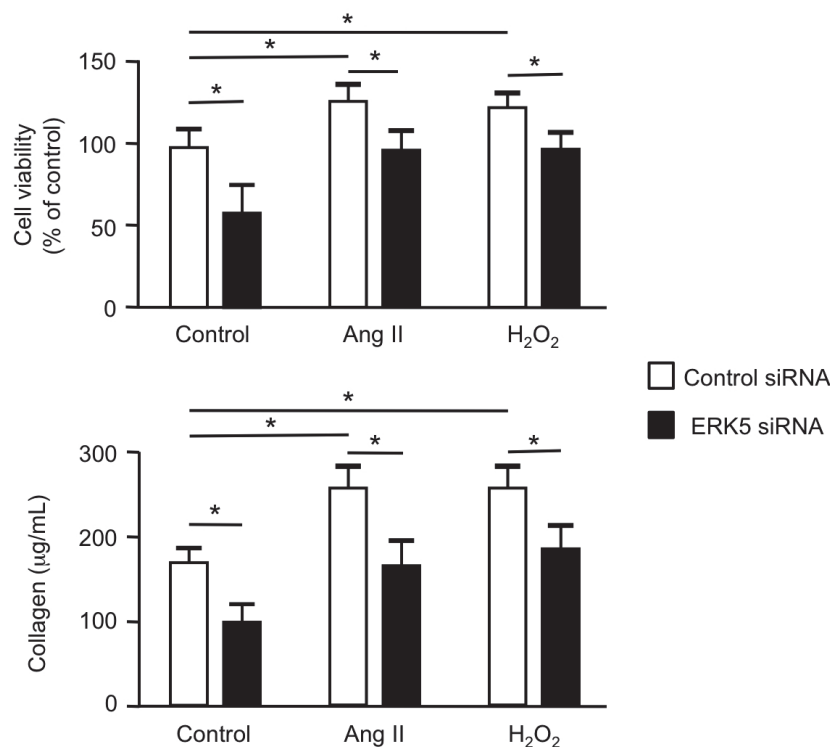 *
*
*
*
*
150
100
50
0
Cell viability
(% of control)
Control
Ang II
H₂O₂
Control siRNA
ERK5 siRNA
*
*
*
*
*
300
200
100
0
Collagen (μg/mL)
Control
Ang II
H₂O₂